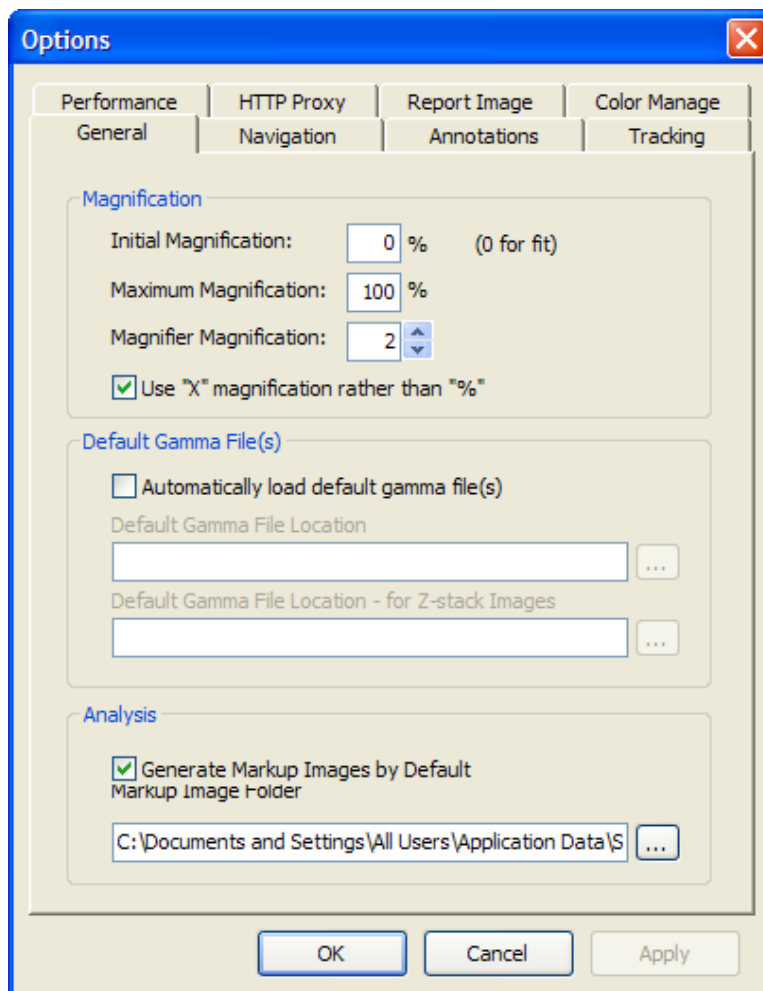 Options
Performance HTTP Proxy Report Image Color Manage
General Navigation Annotations Tracking
Magnification
Initial Magnification: 0 % (0 for fit)
Maximum Magnification: 100 %
Magnifier Magnification: 2
Use "X" magnification rather than "%"
Default Gamma File(s)
Automatically load default gamma file(s)
Default Gamma File Location
...
Default Gamma File Location - for Z-stack Images
...
Analysis
Generate Markup Images by Default
Markup Image Folder
C:\Documents and Settings\All Users\Application Data\S ...
OK Cancel Apply